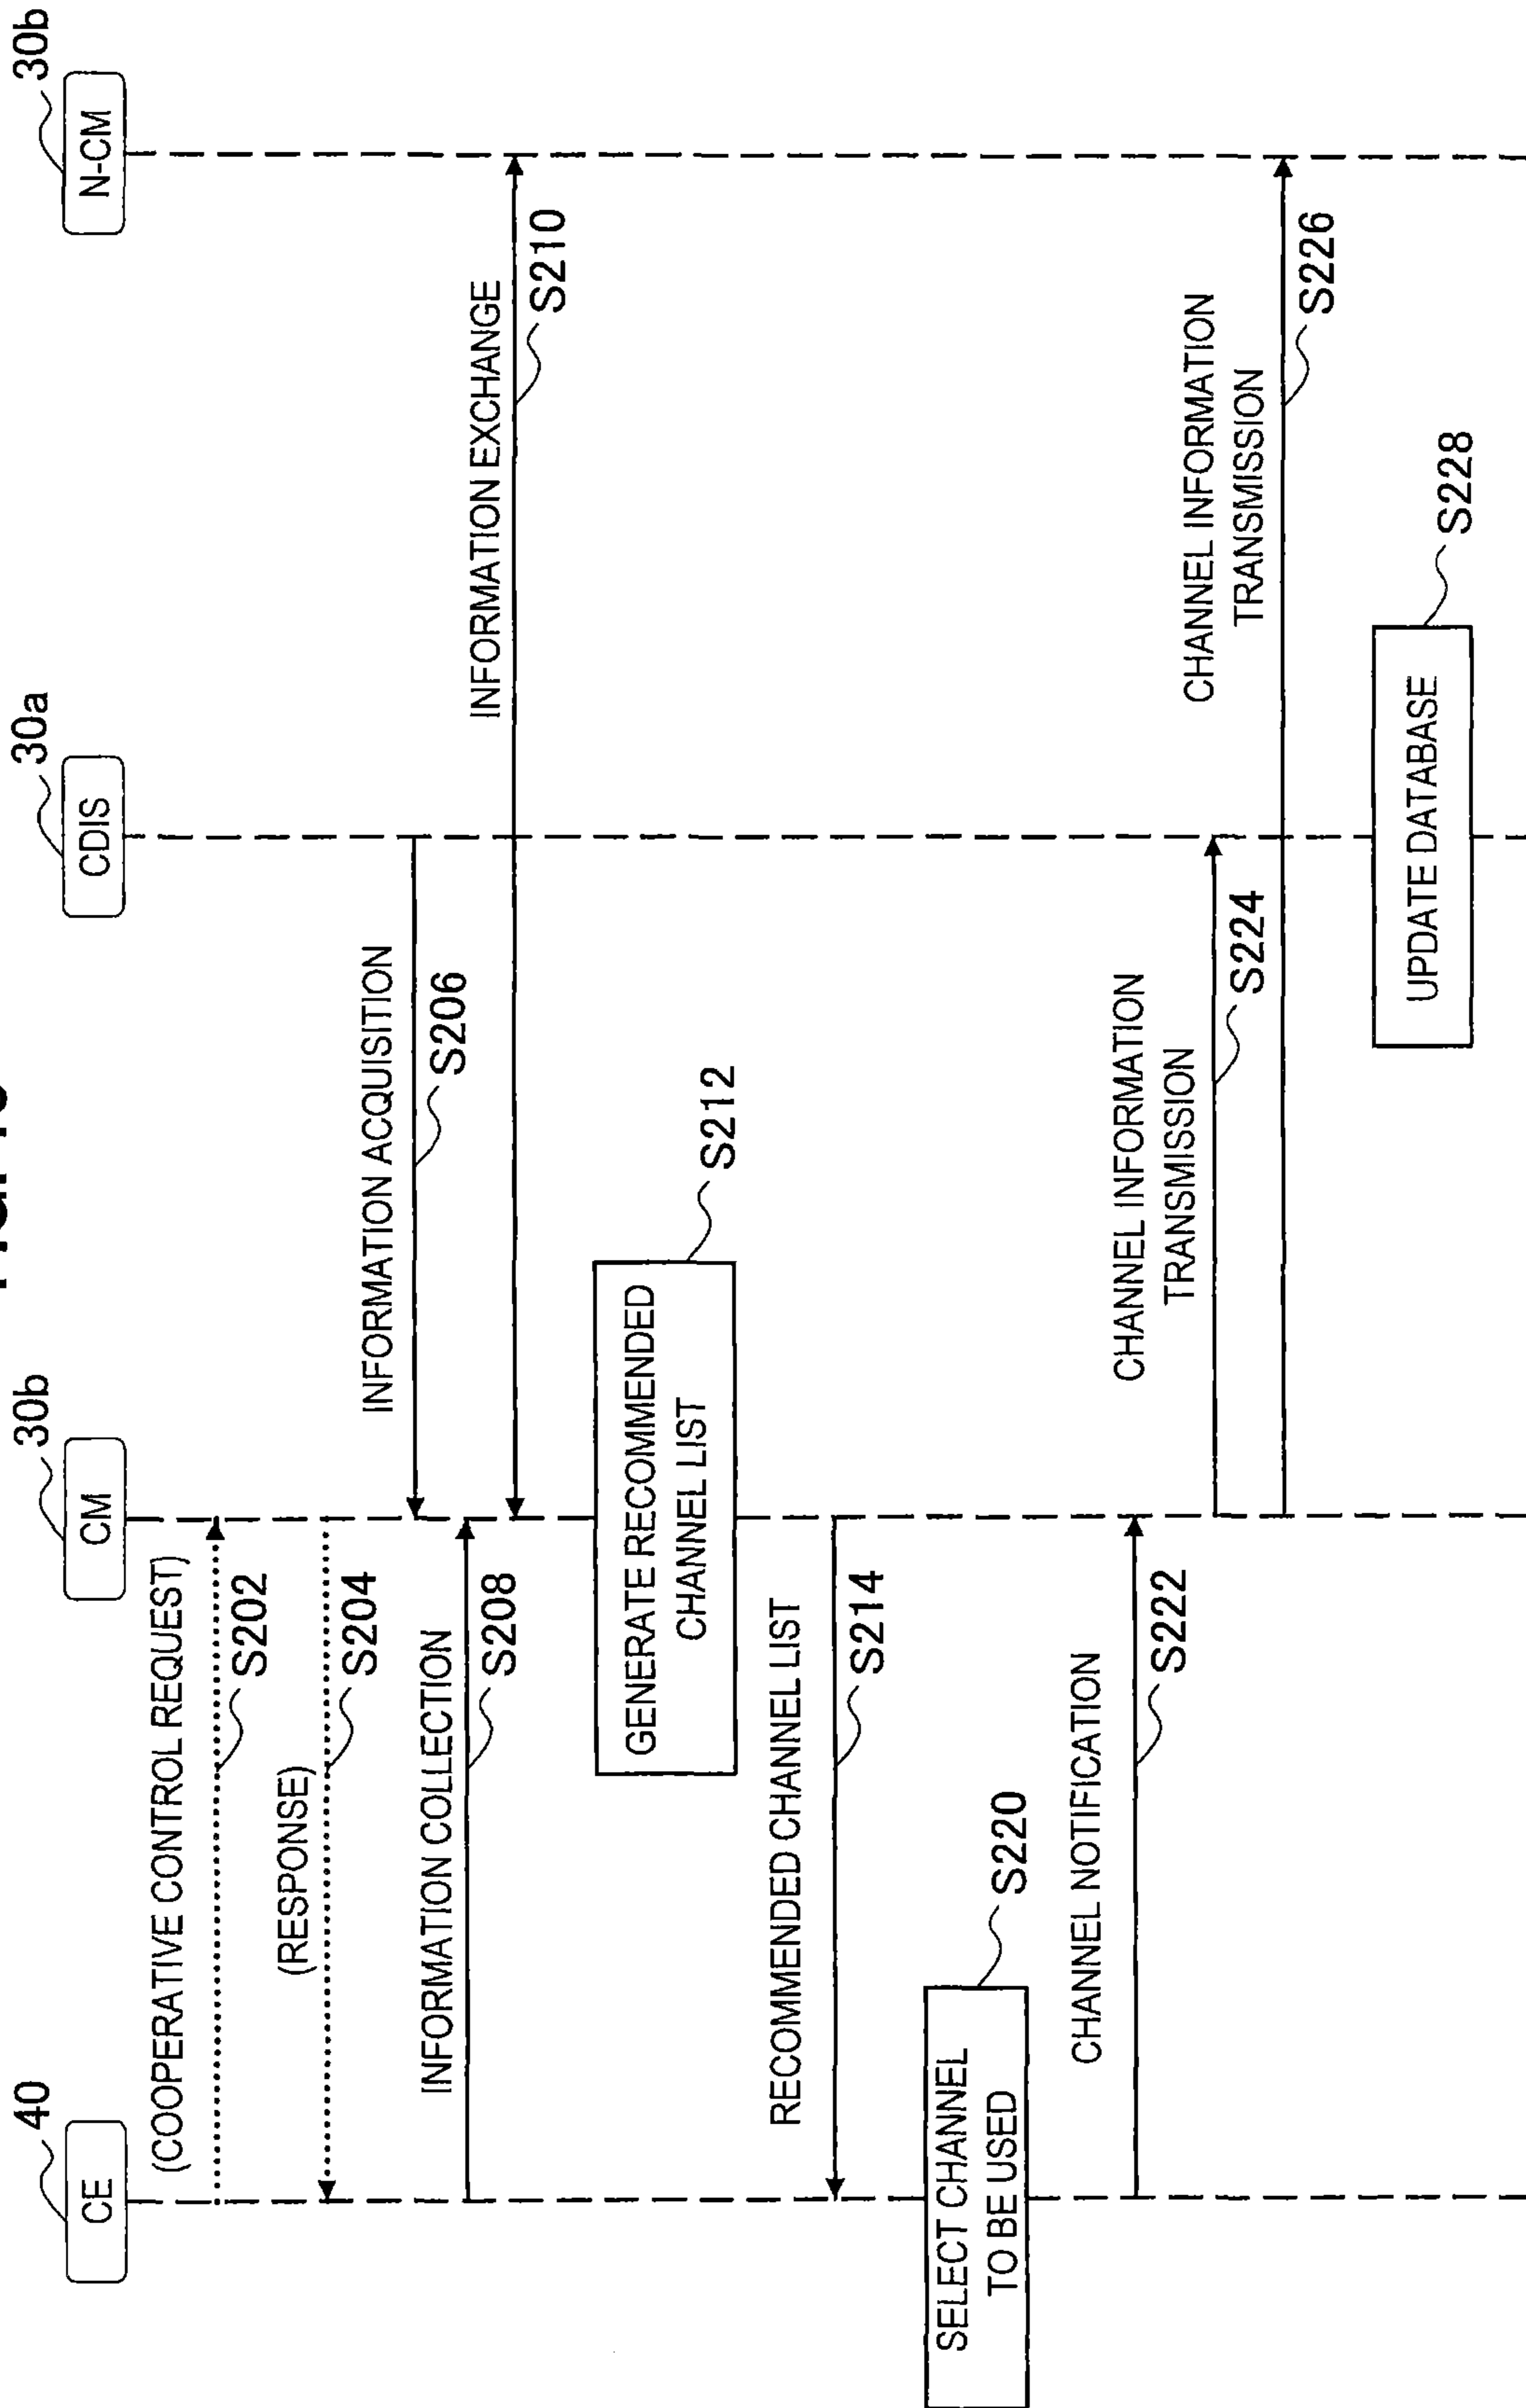 40
CE
30b
CM
30a
CDIS
30b
N-CM
(COOPERATIVE CONTROL REQUEST)
S202
(RESPONSE)
S204
INFORMATION ACQUISITION
S206
INFORMATION COLLECTION
S208
INFORMATION EXCHANGE
S210
GENERATE RECOMMENDED
CHANNEL LIST
S212
RECOMMENDED CHANNEL LIST
S214
SELECT CHANNEL
TO BE USED
S220
CHANNEL NOTIFICATION
S222
CHANNEL INFORMATION
TRANSMISSION
S224
CHANNEL INFORMATION
TRANSMISSION
S226
UPDATE DATABASE
S228